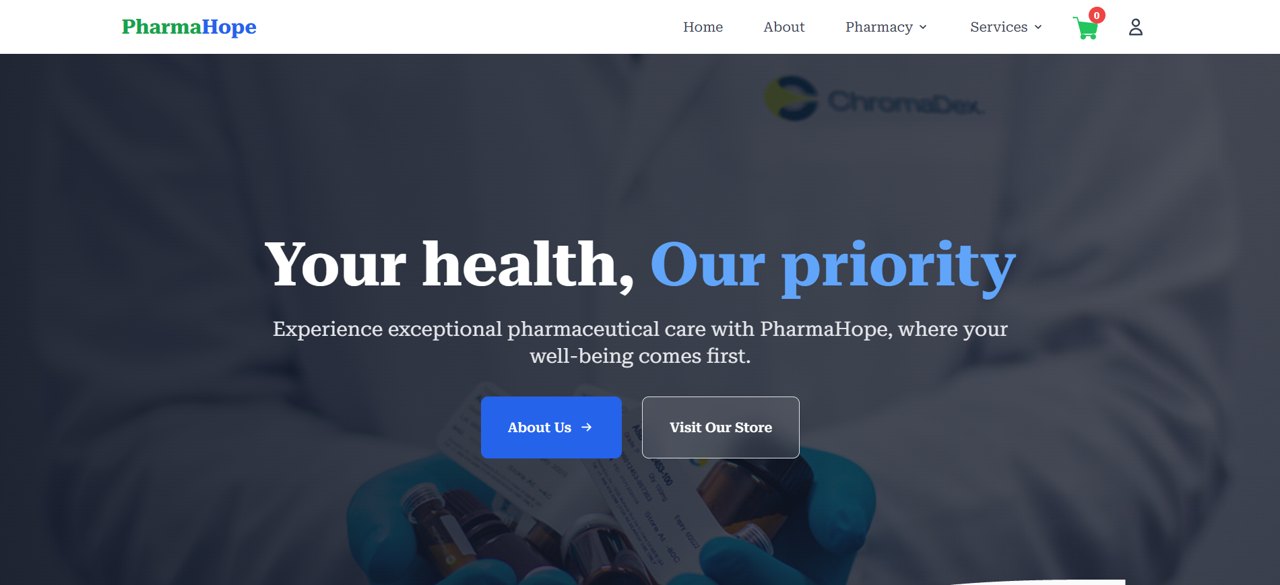 PharmaHope
Home
About
Pharmacy
Services
0
ChromaDex
Your health, Our priority
Experience exceptional pharmaceutical care with PharmaHope, where your
well-being comes first.
About Us →
Visit Our Store